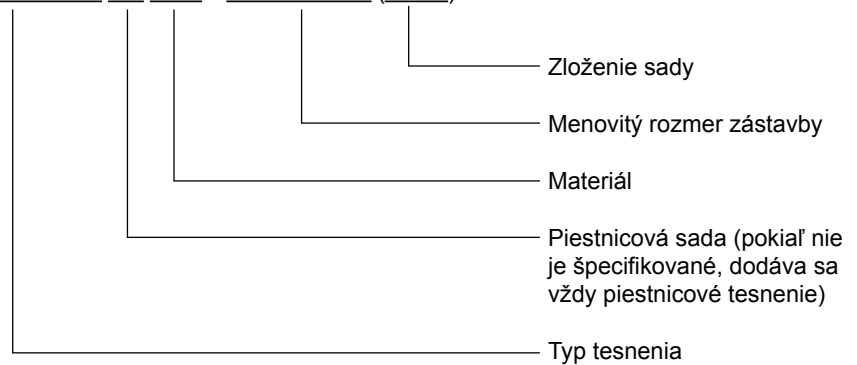 Zloženie sady
Menovitý rozmer zástavby
Materiál
Piestnicová sada (pokiaľ nie
je špecifikované, dodáva sa
vždy piestnicové tesnenie)
Typ tesnenia